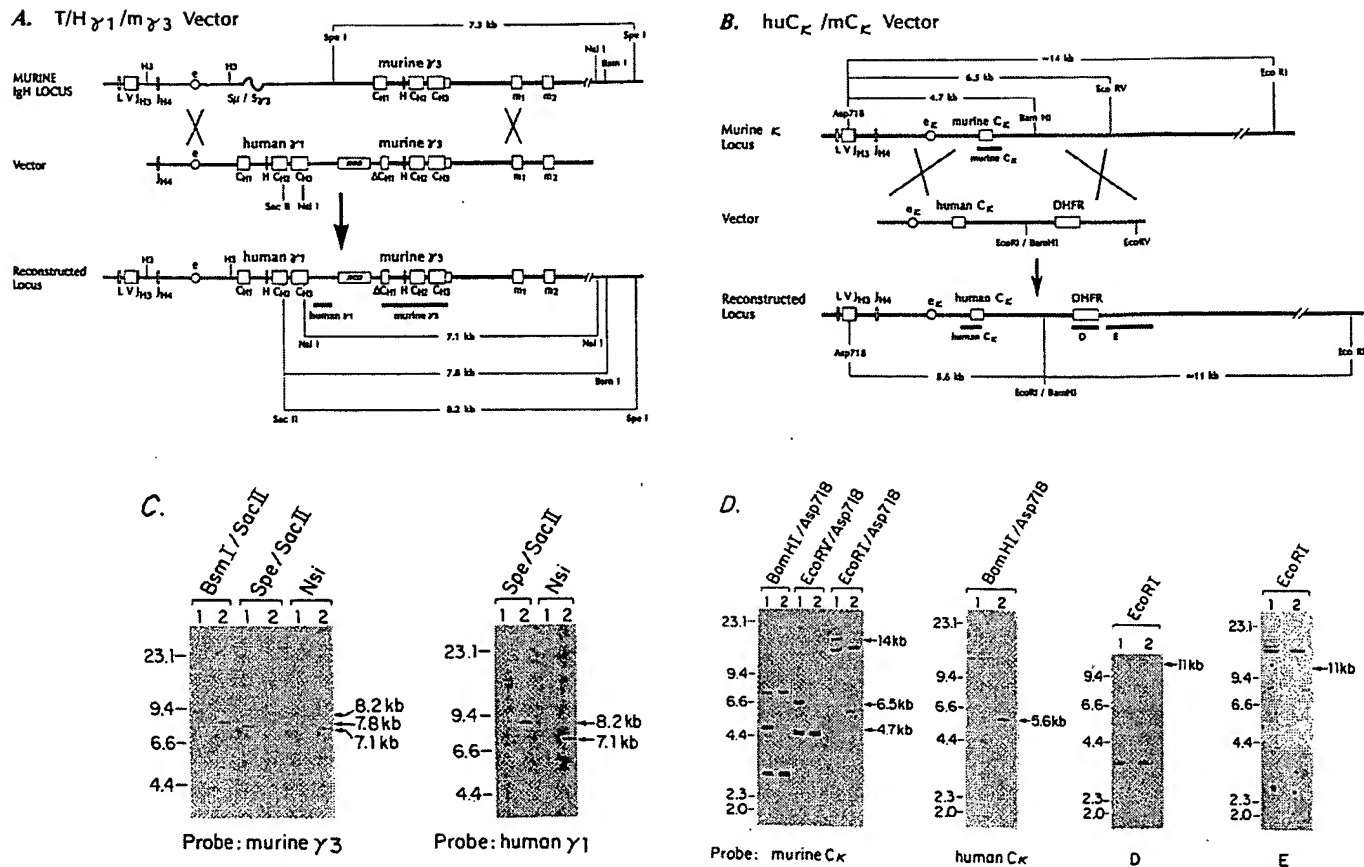 A. T/H γ1 /m γ3 Vector
7.3 kb
Spe I
Spe I
Nsi I
Bsm I
MURINE
IgH LOCUS
H3
e
H3
murine γ3
L V JH3 JH4
Sμ / Sγ3
CH1 H CH2 CH3
m1 m2
Vector
e
human γ1
neo
murine γ3
JH4
CH1 H CH2 CH3
ΔCH1 H CH2 CH3
m1 m2
Sac II
Nsi I
Reconstructed
Locus
H3
e
H3
human γ1
neo
murine γ3
L V JH3 JH4
CH1 H CH2 CH3
ΔCH1 H CH2 CH3
m1 m2
human γ1
murine γ3
7.1 kb
Nsi I
Nsi I
7.8 kb
Bsm I
8.2 kb
Sac II
Spe I
B. huCκ /mCκ Vector
~14 kb
Eco RI
6.5 kb
Eco RV
4.7 kb
Asp718
Bam HI
Murine κ
Locus
eκ
murine Cκ
L V JH3 JH4
murine Cκ
Vector
eκ
human Cκ
DHFR
EcoRI / BamHI
EcoRV
Reconstructed
Locus
L V JH3 JH4
eκ
human Cκ
DHFR
human Cκ
D
E
Asp718
Eco RI
8.6 kb
~11 kb
EcoRI / BamHI
C.
BsmI/SacII
Spe/SacII
Nsi
1 2 1 2 1 2
23.1
9.4
6.6
4.4
8.2 kb
7.8 kb
7.1 kb
Probe: murine γ3
Spe/SacII
Nsi
1 2 1 2
23.1
9.4
6.6
4.4
8.2 kb
7.1 kb
Probe: human γ1
D.
BamHI/Asp718
EcoRV/Asp718
EcoRI/Asp718
1 2 1 2 1 2
23.1
9.4
6.6
4.4
2.3
2.0
14kb
6.5kb
4.7kb
Probe: murine Cκ
BamHI/Asp718
1 2
23.1
9.4
6.6
4.4
2.3
2.0
5.6kb
human Cκ
EcoRI
1 2
9.4
6.6
4.4
2.3
2.0
11kb
D
EcoRI
1 2
23.1
9.4
6.6
4.4
2.3
2.0
11kb
E